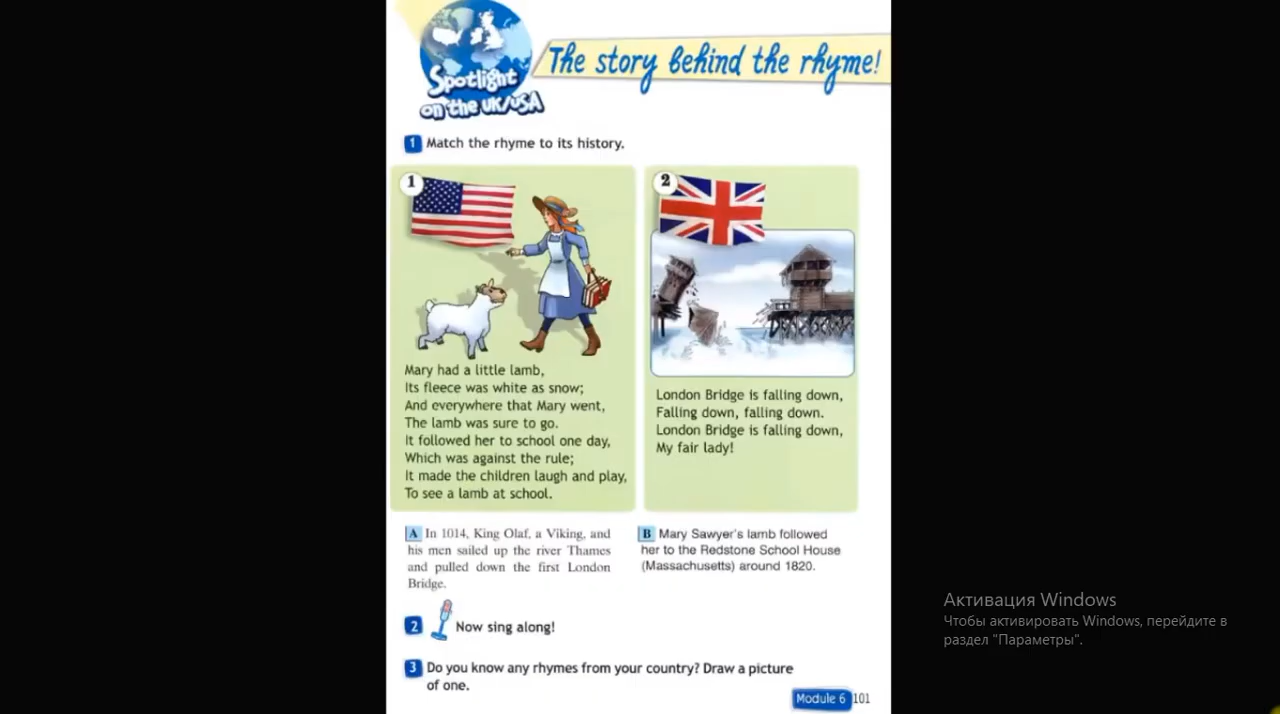 Spotlight
on the UK/USA
The story behind the rhyme!
1 Match the rhyme to its history.
1
Mary had a little lamb,
Its fleece was white as snow;
And everywhere that Mary went,
The lamb was sure to go.
It followed her to school one day,
Which was against the rule;
It made the children laugh and play,
To see a lamb at school.
2
London Bridge is falling down,
Falling down, falling down.
London Bridge is falling down,
My fair lady!
A In 1014, King Olaf, a Viking, and
his men sailed up the river Thames
and pulled down the first London
Bridge.
B Mary Sawyer's lamb followed
her to the Redstone School House
(Massachusetts) around 1820.
2 Now sing along!
3 Do you know any rhymes from your country? Draw a picture
of one.
Module 6 101
Активация Windows
Чтобы активировать Windows, перейдите в
раздел "Параметры".